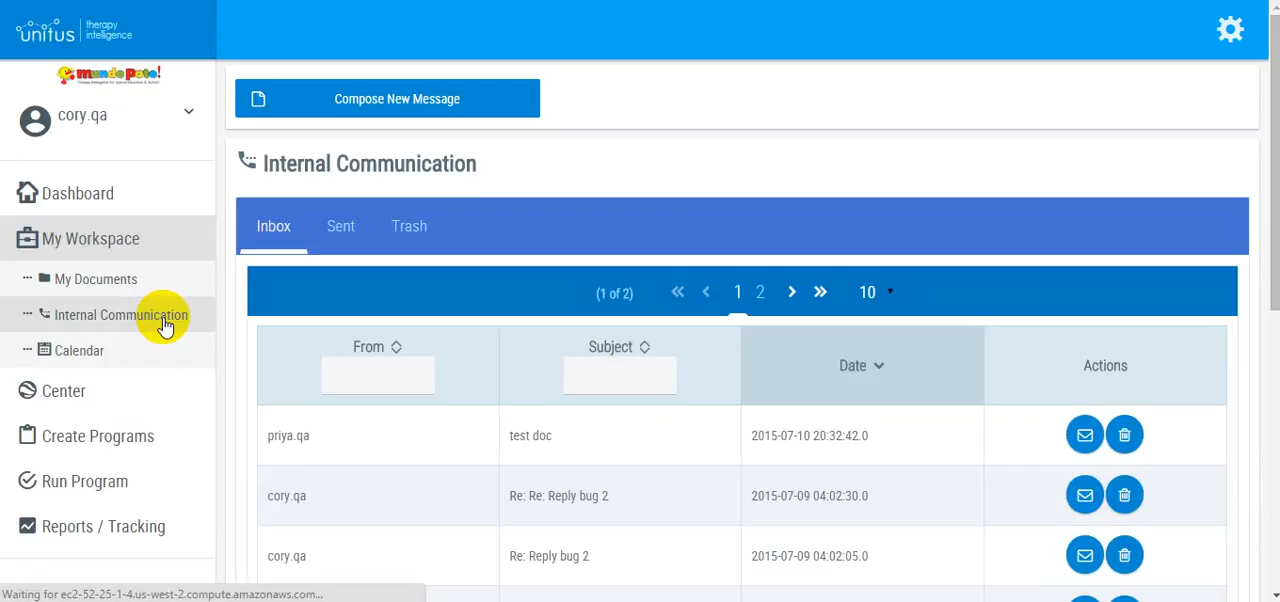 unitus therapy intelligence
mundo Pato!
cory.qa
Dashboard
My Workspace
My Documents
Internal Communication
Calendar
Center
Create Programs
Run Program
Reports / Tracking
Compose New Message
Internal Communication
Inbox Sent Trash
(1 of 2) 1 2 10
From Subject Date Actions
priya.qa test doc 2015-07-10 20:32:42.0
cory.qa Re: Re: Reply bug 2 2015-07-09 04:02:30.0
cory.qa Re: Reply bug 2 2015-07-09 04:02:05.0
Waiting for ec2-52-25-1-4.us-west-2.compute.amazonaws.com...